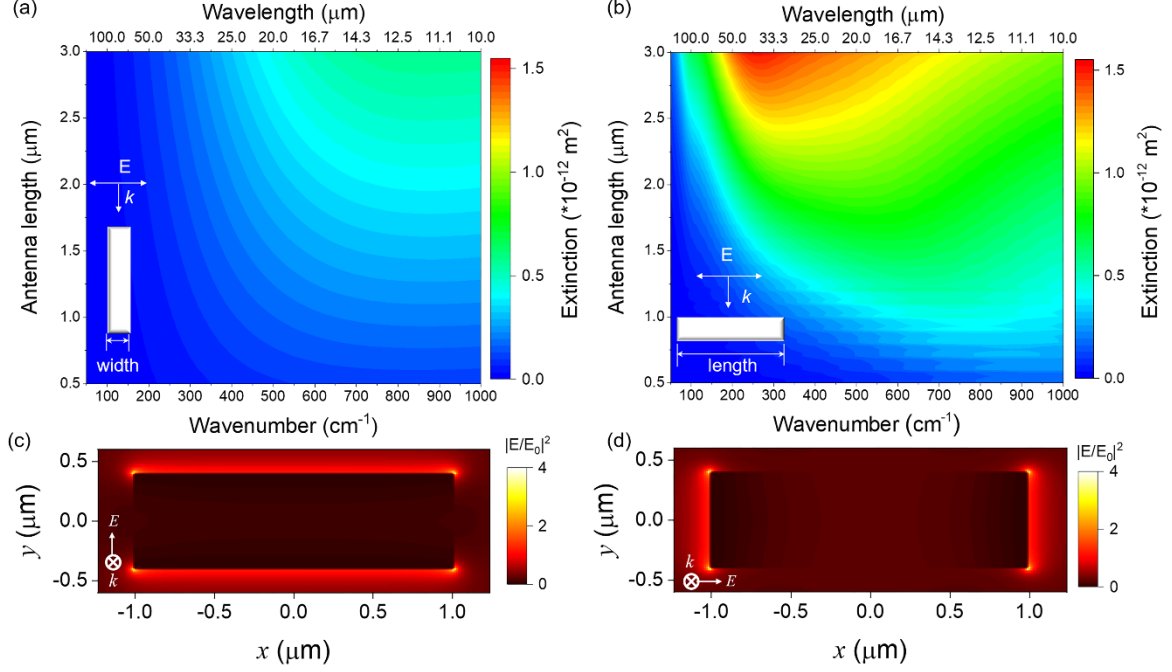 (a)
Wavelength (μm)
100.0 50.0 33.3 25.0 20.0 16.7 14.3 12.5 11.1 10.0
Antenna length (μm)
3.0
2.5
2.0
1.5
1.0
0.5
E
k
width
100 200 300 400 500 600 700 800 900 1000
Wavenumber (cm⁻¹)
1.5
1.0
0.5
0.0
Extinction (*10⁻¹² m²)
(b)
Wavelength (μm)
100.0 50.0 33.3 25.0 20.0 16.7 14.3 12.5 11.1 10.0
Antenna length (μm)
3.0
2.5
2.0
1.5
1.0
0.5
E
k
length
100 200 300 400 500 600 700 800 900 1000
Wavenumber (cm⁻¹)
1.5
1.0
0.5
0.0
Extinction (*10⁻¹² m²)
(c)
y (μm)
0.5
0.0
-0.5
E
k
-1.0 -0.5 0.0 0.5 1.0
x (μm)
|E/E₀|²
4
2
0
(d)
y (μm)
0.5
0.0
-0.5
k
E
-1.0 -0.5 0.0 0.5 1.0
x (μm)
|E/E₀|²
4
2
0